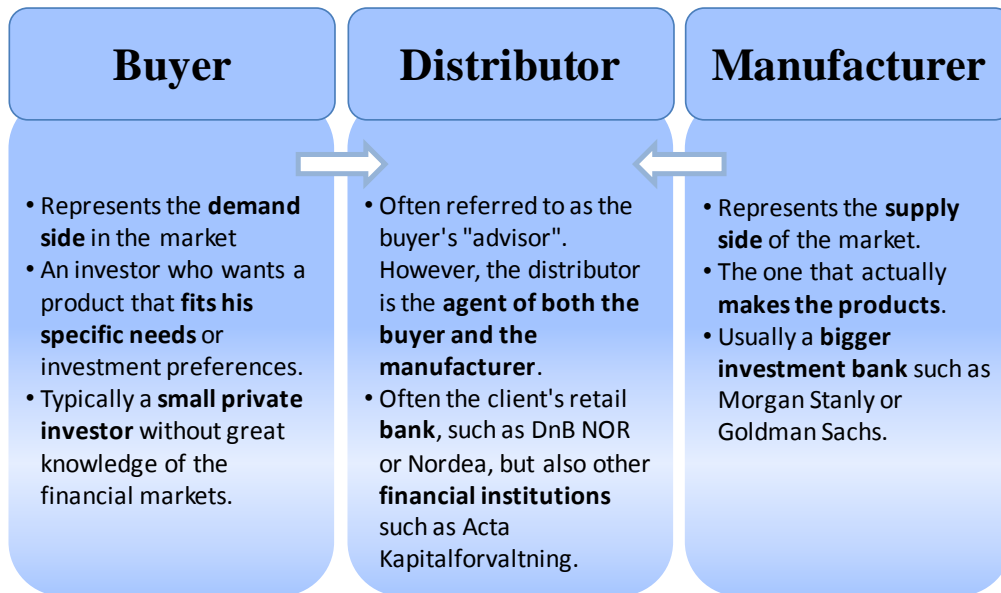 Buyer
• Represents the demand
side in the market
• An investor who wants a
product that fits his
specific needs or
investment preferences.
• Typically a small private
investor without great
knowledge of the
financial markets.
Distributor
• Often referred to as the
buyer's "advisor".
However, the distributor
is the agent of both the
buyer and the
manufacturer.
• Often the client's retail
bank, such as DnB NOR
or Nordea, but also other
financial institutions
such as Acta
Kapitalforvaltning.
Manufacturer
• Represents the supply
side of the market.
• The one that actually
makes the products.
• Usually a bigger
investment bank such as
Morgan Stanly or
Goldman Sachs.